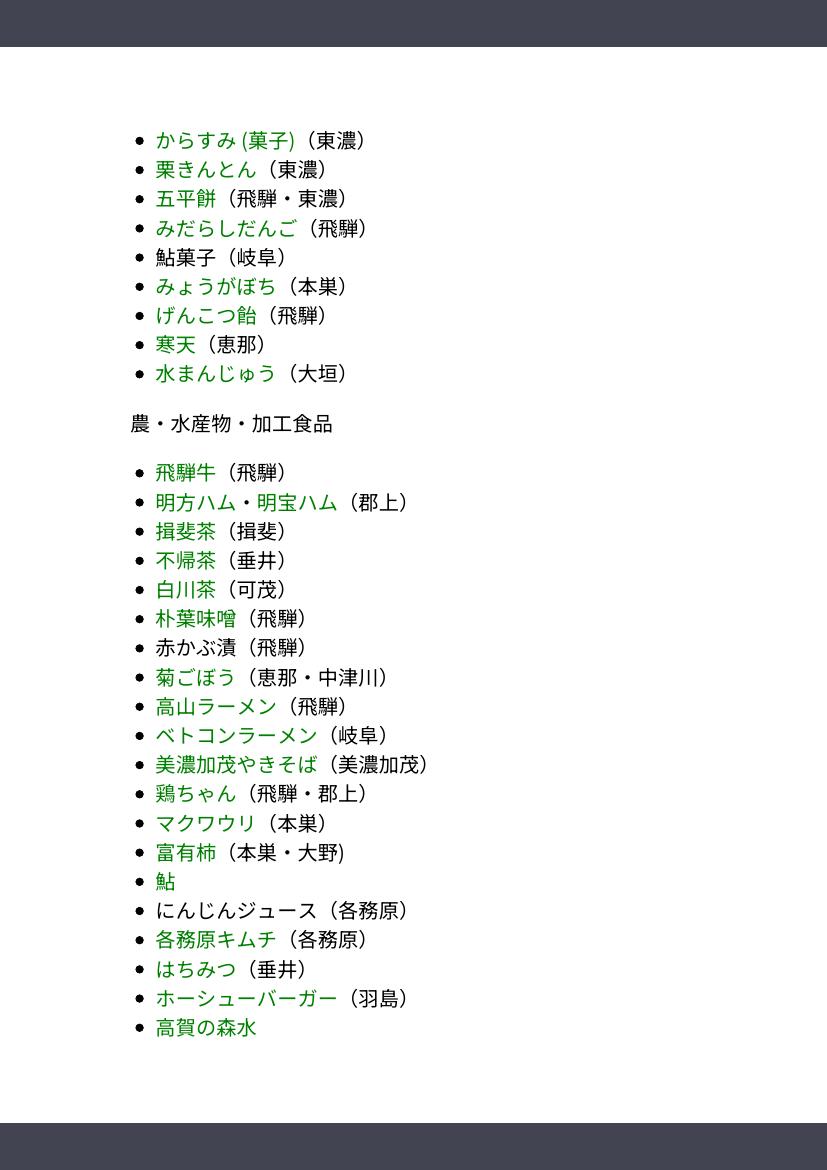 • からすみ (菓子)（東濃）
• 栗きんとん（東濃）
• 五平餅（飛騨・東濃）
• みだらしだんご（飛騨）
• 鮎菓子（岐阜）
• みょうがぼち（本巣）
• げんこつ飴（飛騨）
• 寒天（恵那）
• 水まんじゅう（大垣）
農・水産物・加工食品
• 飛騨牛（飛騨）
• 明方ハム・明宝ハム（郡上）
• 揖斐茶（揖斐）
• 不帰茶（垂井）
• 白川茶（可茂）
• 朴葉味噌（飛騨）
• 赤かぶ漬（飛騨）
• 菊ごぼう（恵那・中津川）
• 高山ラーメン（飛騨）
• ベトコンラーメン（岐阜）
• 美濃加茂やきそば（美濃加茂）
• 鶏ちゃん（飛騨・郡上）
• マクワウリ（本巣）
• 富有柿（本巣・大野)
• 鮎
• にんじんジュース（各務原）
• 各務原キムチ（各務原）
• はちみつ（垂井）
• ホーシューバーガー（羽島）
• 高賀の森水